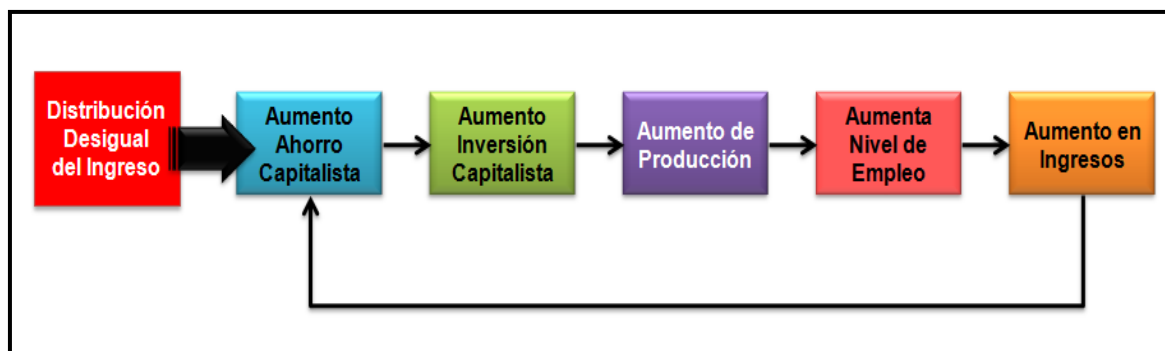 Distribución
Desigual
del Ingreso
Aumento
Ahorro
Capitalista
Aumento
Inversión
Capitalista
Aumento de
Producción
Aumenta
Nivel de
Empleo
Aumento en
Ingresos